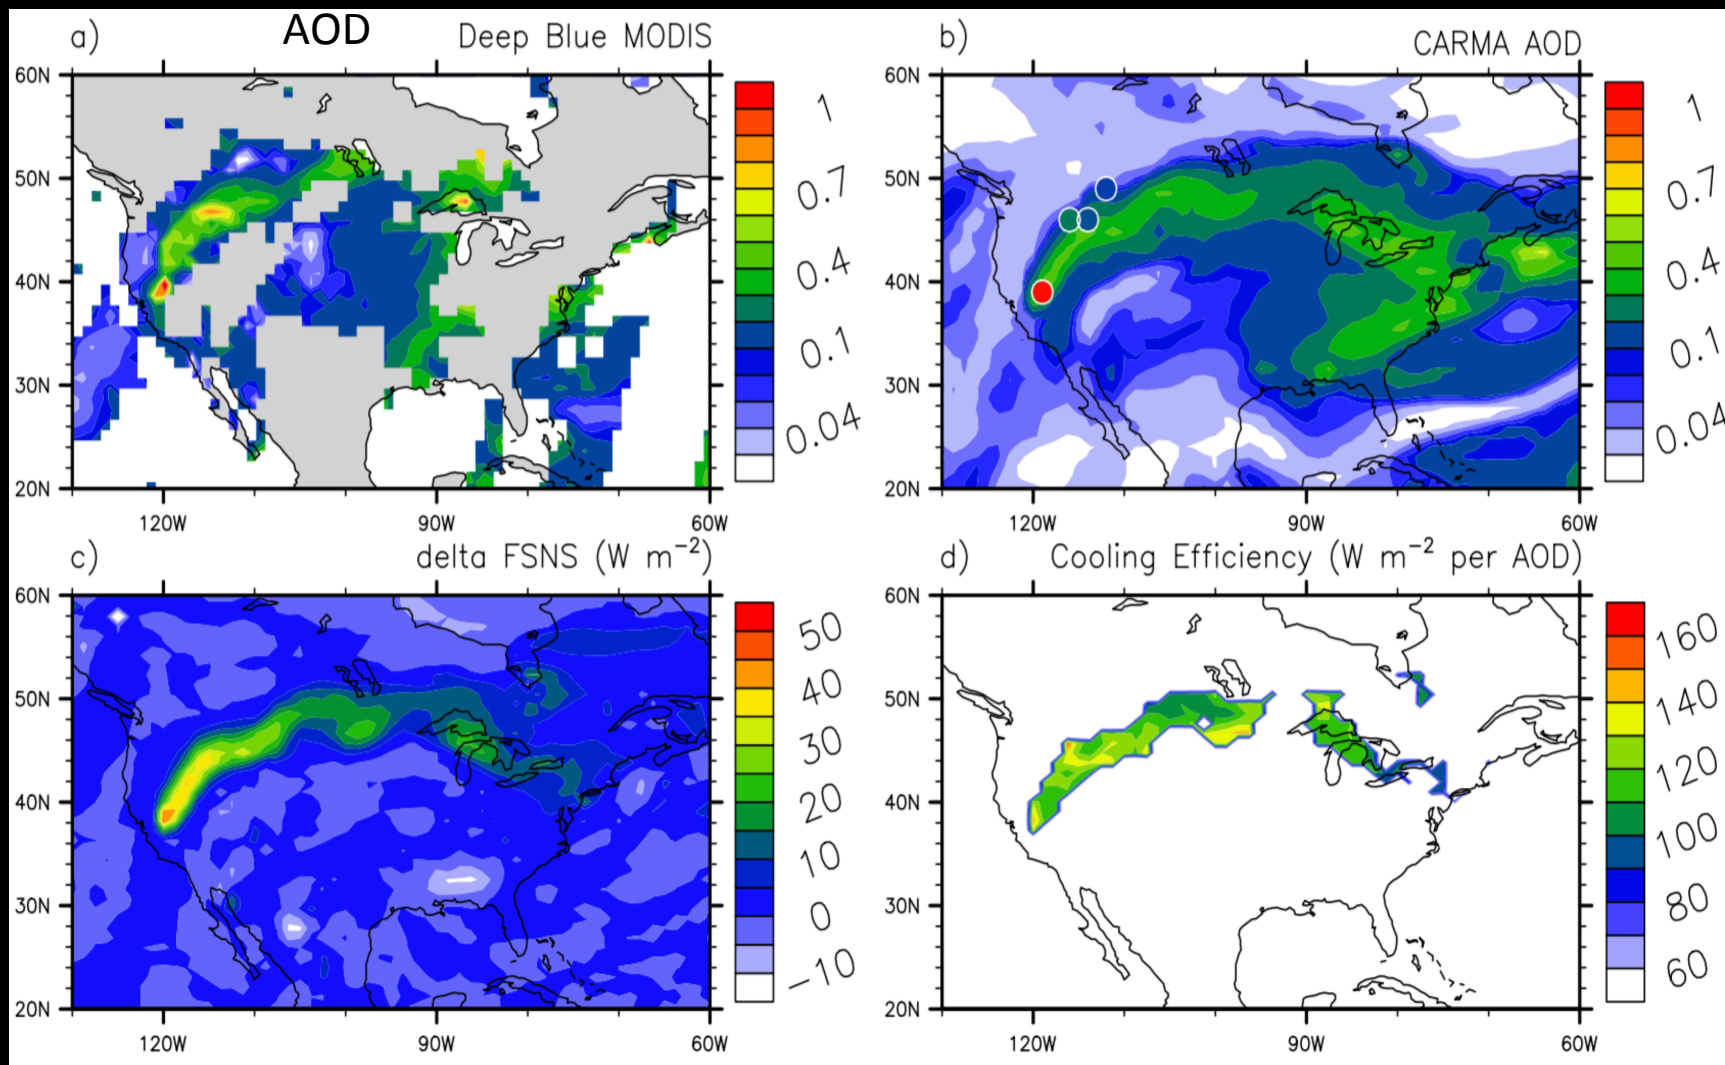 a) AOD Deep Blue MODIS
60N
50N
40N
30N
20N
120W 90W 60W
1
0.7
0.4
0.1
0.04
b) CARMA AOD
60N
50N
40N
30N
20N
120W 90W 60W
1
0.7
0.4
0.1
0.04
c) delta FSNS (W m⁻²)
60N
50N
40N
30N
20N
120W 90W 60W
50
40
30
20
10
0
−10
d) Cooling Efficiency (W m⁻² per AOD)
60N
50N
40N
30N
20N
120W 90W 60W
160
140
120
100
80
60